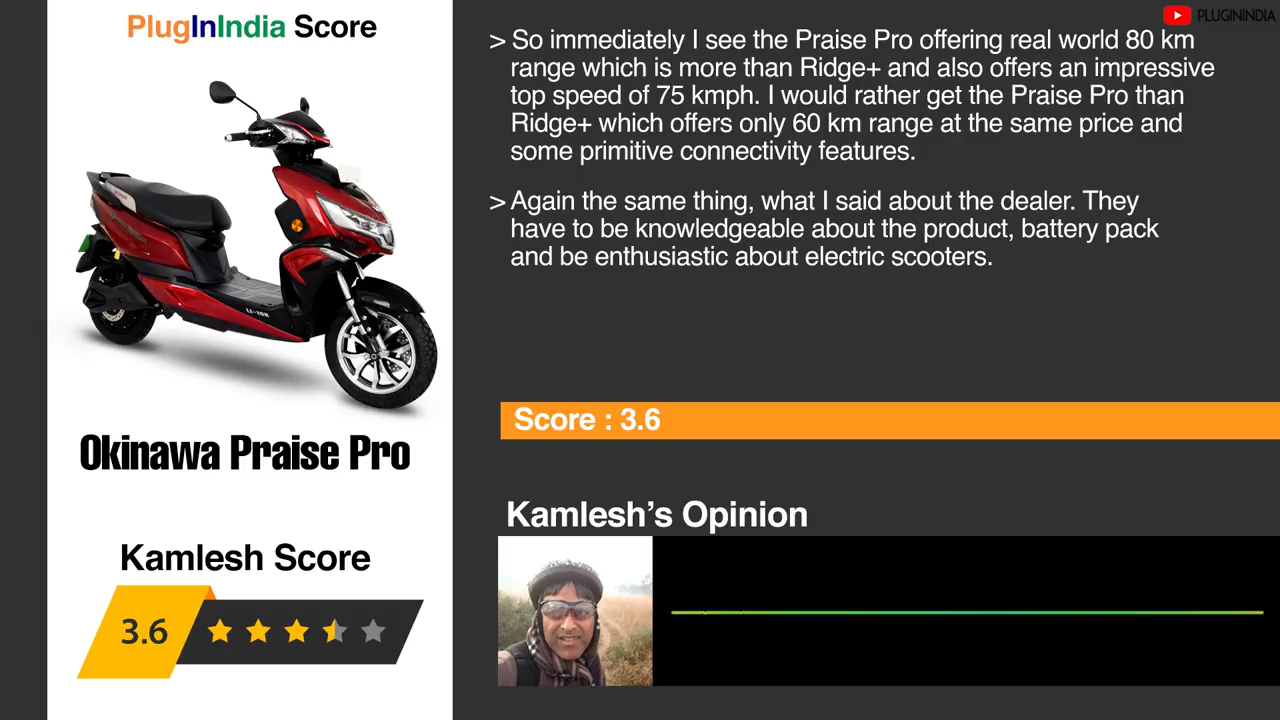 PlugInIndia Score
PLUGININDIA
> So immediately I see the Praise Pro offering real world 80 km
range which is more than Ridge+ and also offers an impressive
top speed of 75 kmph. I would rather get the Praise Pro than
Ridge+ which offers only 60 km range at the same price and
some primitive connectivity features.
> Again the same thing, what I said about the dealer. They
have to be knowledgeable about the product, battery pack
and be enthusiastic about electric scooters.
LI-ION
Okinawa Praise Pro
Score : 3.6
Kamlesh's Opinion
Kamlesh Score
3.6